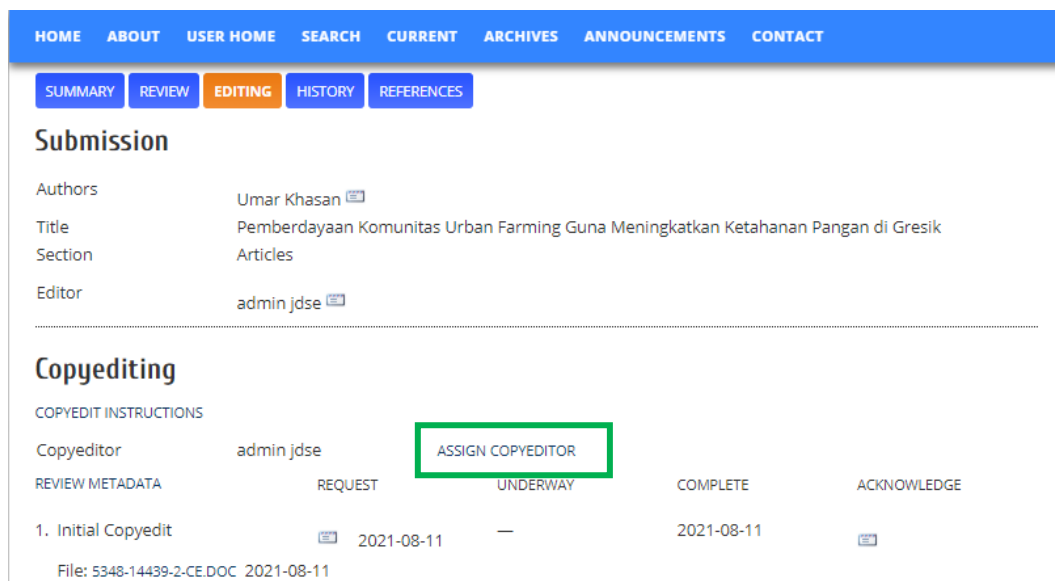 HOME ABOUT USER HOME SEARCH CURRENT ARCHIVES ANNOUNCEMENTS CONTACT
SUMMARY REVIEW EDITING HISTORY REFERENCES
Submission
Authors Umar Khasan
Title Pemberdayaan Komunitas Urban Farming Guna Meningkatkan Ketahanan Pangan di Gresik
Section Articles
Editor admin jdse
Copyediting
COPYEDIT INSTRUCTIONS
Copyeditor admin jdse ASSIGN COPYEDITOR
REVIEW METADATA REQUEST UNDERWAY COMPLETE ACKNOWLEDGE
1. Initial Copyedit 2021-08-11 — 2021-08-11
File: 5348-14439-2-CE.DOC 2021-08-11